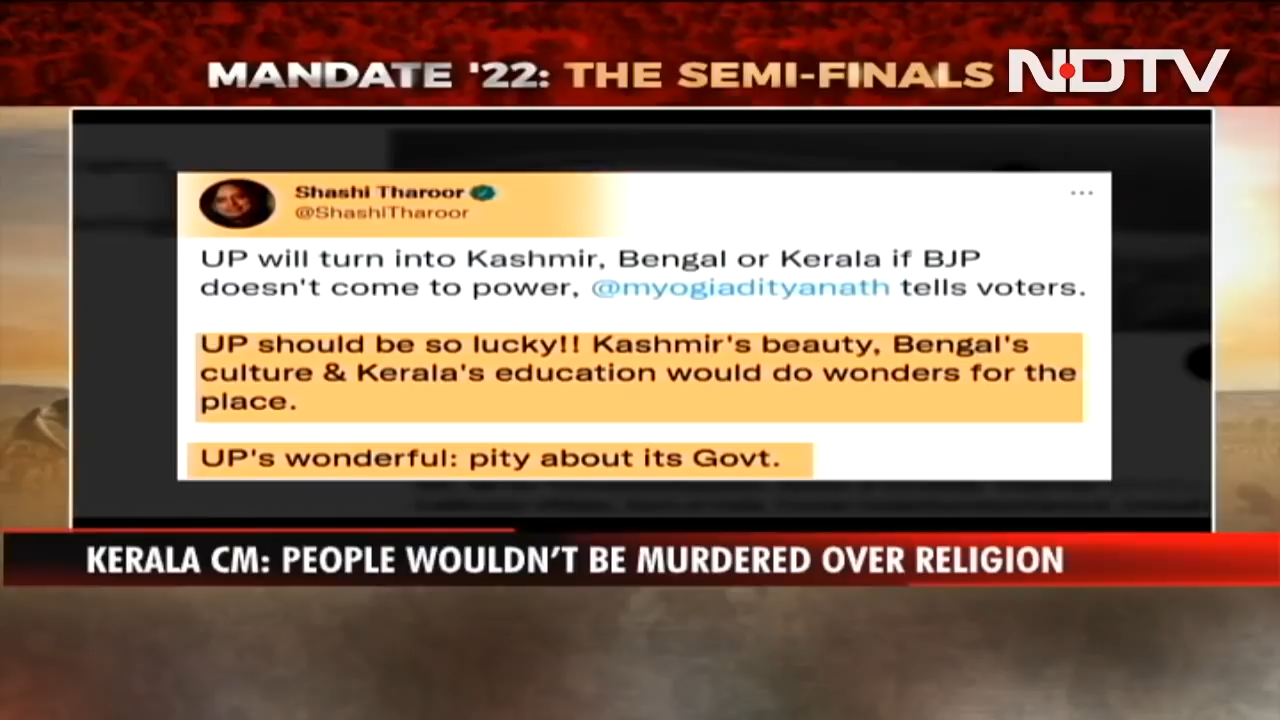 MANDATE '22: THE SEMI-FINALS
NDTV
Shashi Tharoor
@ShashiTharoor
...
UP will turn into Kashmir, Bengal or Kerala if BJP
doesn't come to power, @myogiadityanath tells voters.
UP should be so lucky!! Kashmir's beauty, Bengal's
culture & Kerala's education would do wonders for the
place.
UP's wonderful: pity about its Govt.
KERALA CM: PEOPLE WOULDN'T BE MURDERED OVER RELIGION